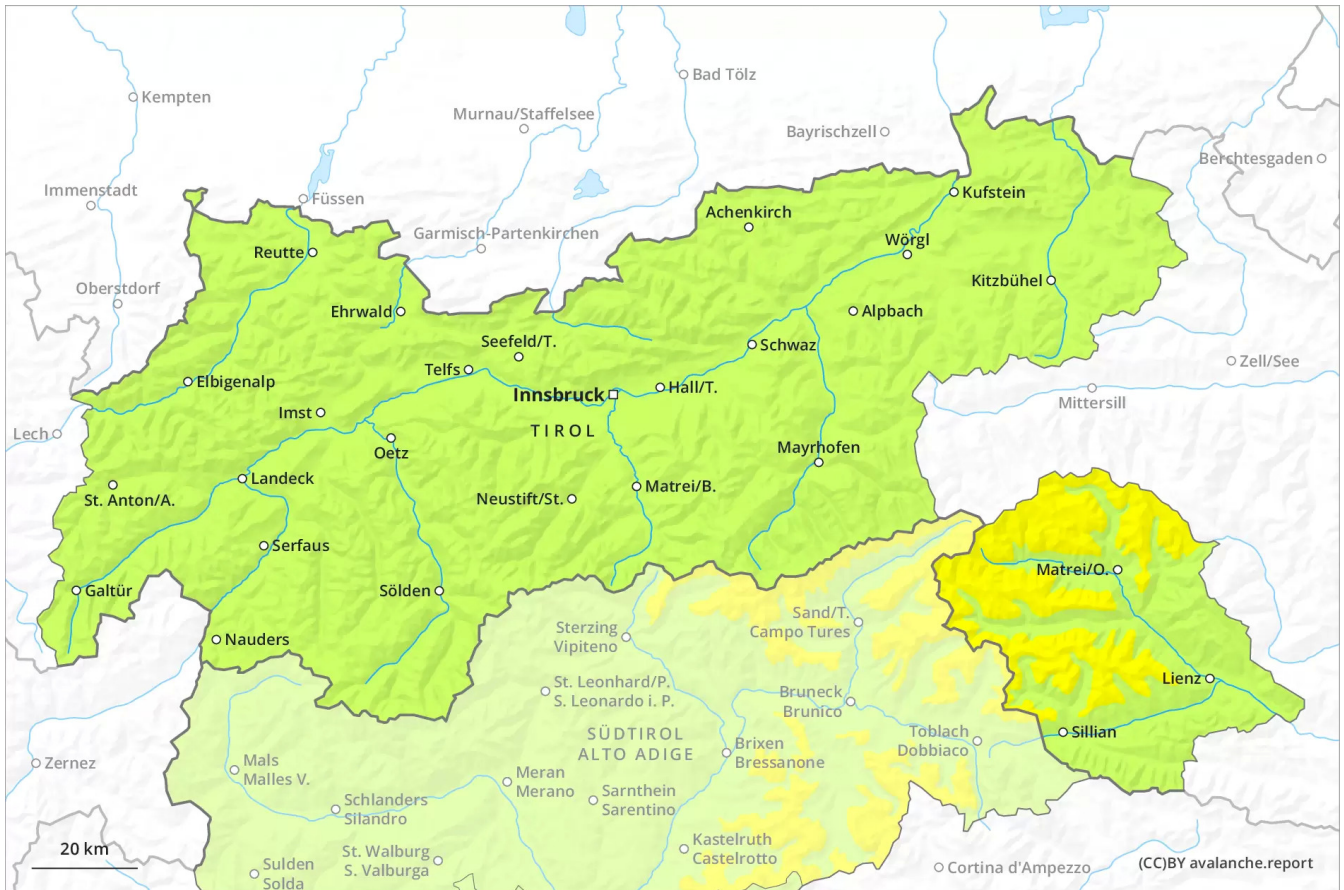 Bad Tölz
Kempten
Murnau/Staffelsee
Bayrischzell
Berchtesgaden
Immenstadt
Füssen
Kufstein
Achenkirch
Garmisch-Partenkirchen
Wörgl
Reutte
Kitzbühel
Oberstdorf
Ehrwald
Alpbach
Seefeld/T.
Schwaz
Zell/See
Telfs
Elbigenalp
Hall/T.
Innsbruck
Mittersill
Imst
TIROL
Lech
Oetz
Mayrhofen
Landeck
Matrei/B.
St. Anton/A.
Neustift/St.
Serfaus
Matrei/O.
Galtür
Sölden
Sand/T.
Campo Tures
Sterzing
Vipiteno
Nauders
Lienz
St. Leonhard/P.
S. Leonardo i. P.
Bruneck
Brunico
SÜDTIROL
ALTO ADIGE
Toblach
Dobbiaco
Sillian
Brixen
Bressanone
Zernez
Mals
Malles V.
Meran
Merano
Sarnthein
Sarentino
Schlanders
Silandro
20 km
Kastelruth
Castelrotto
St. Walburg
S. Valburga
Sulden
Solda
Cortina d'Ampezzo
(CC)BY avalanche.report